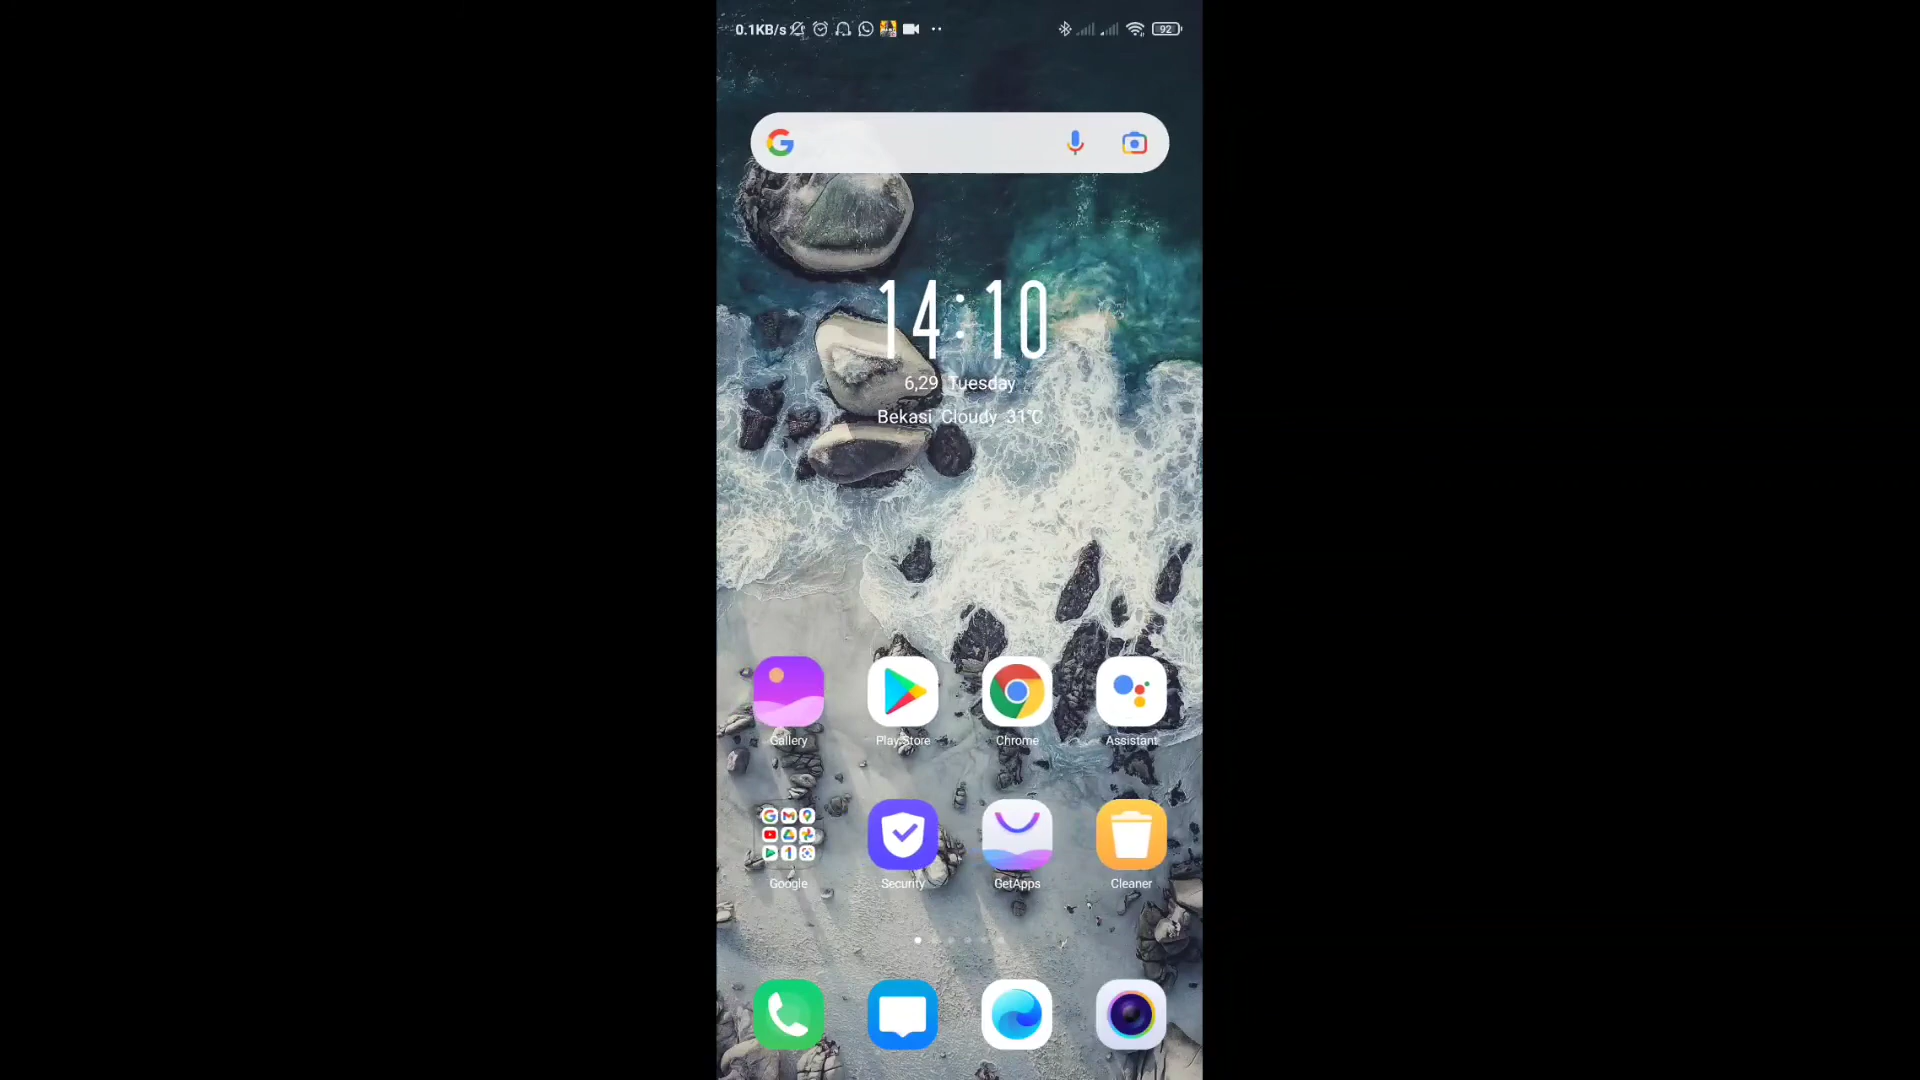 0.1KB/s 92
14:10
6,29 Tuesday
Bekasi Cloudy 31°C
Gallery Play Store Chrome Assistant
Google Security GetApps Cleaner